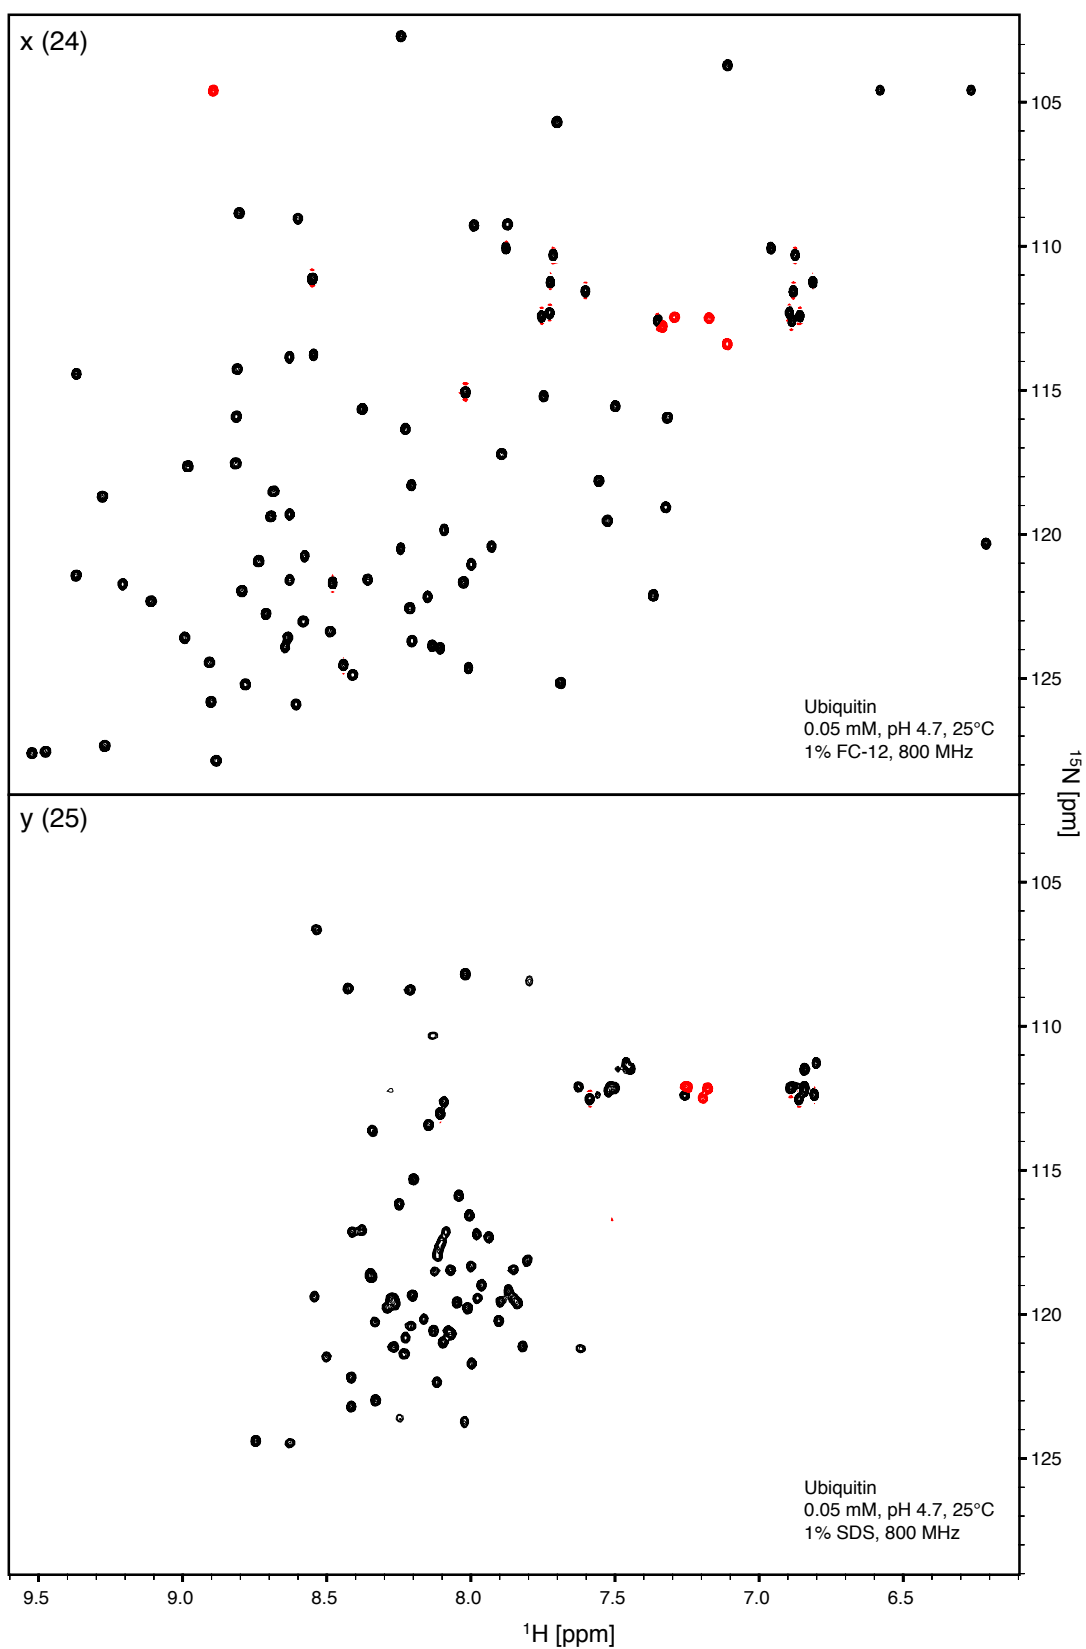 x (24)
105
110
115
120
125
Ubiquitin
0.05 mM, pH 4.7, 25°C
1% FC-12, 800 MHz
15N [pm]
y (25)
105
110
115
120
125
Ubiquitin
0.05 mM, pH 4.7, 25°C
1% SDS, 800 MHz
9.5 9.0 8.5 8.0 7.5 7.0 6.5
1H [ppm]